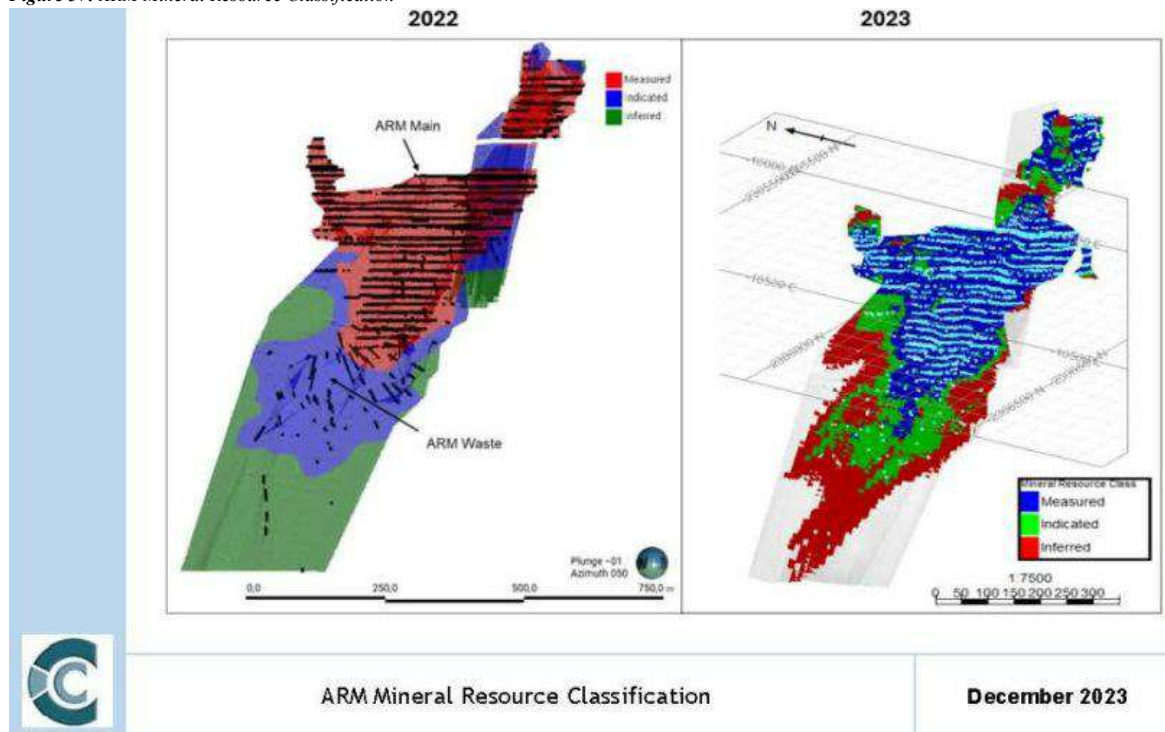 2022
2023
Measured
Indicated
Inferred
ARM Main
ARM Waste
Plunge -01
Azimuth 050
0,0
250,0
500,0
750,0 m
N
-10500 E
Mineral Resource Class
Measured
Indicated
Inferred
1:7500
0 50 100 150 200 250 300
ARM Mineral Resource Classification
December 2023